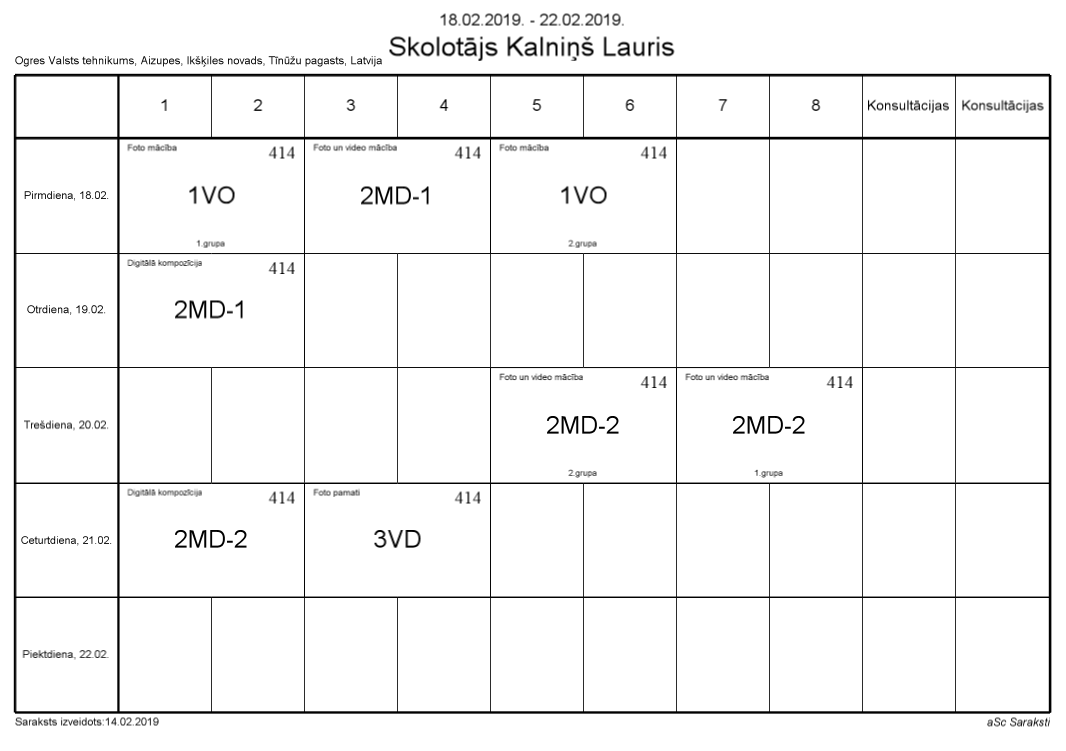 18.02.2019. - 22.02.2019.
Skolotājs Kalniņš Lauris
Ogres Valsts tehnikums, Aizupes, Ikšķiles novads, Tīnūžu pagasts, Latvija
1 2 3 4 5 6 7 8 Konsultācijas Konsultācijas
Pirmdiena, 18.02.
Foto mācība 414
1VO
1.grupa
Foto un video mācība 414
2MD-1
Foto mācība 414
1VO
2.grupa
Otrdiena, 19.02.
Digitālā kompozīcija 414
2MD-1
Trešdiena, 20.02.
Foto un video mācība 414
2MD-2
2.grupa
Foto un video mācība 414
2MD-2
1.grupa
Ceturtdiena, 21.02.
Digitālā kompozīcija 414
2MD-2
Foto pamati 414
3VD
Piektdiena, 22.02.
Saraksts izveidots:14.02.2019
aSc Saraksti